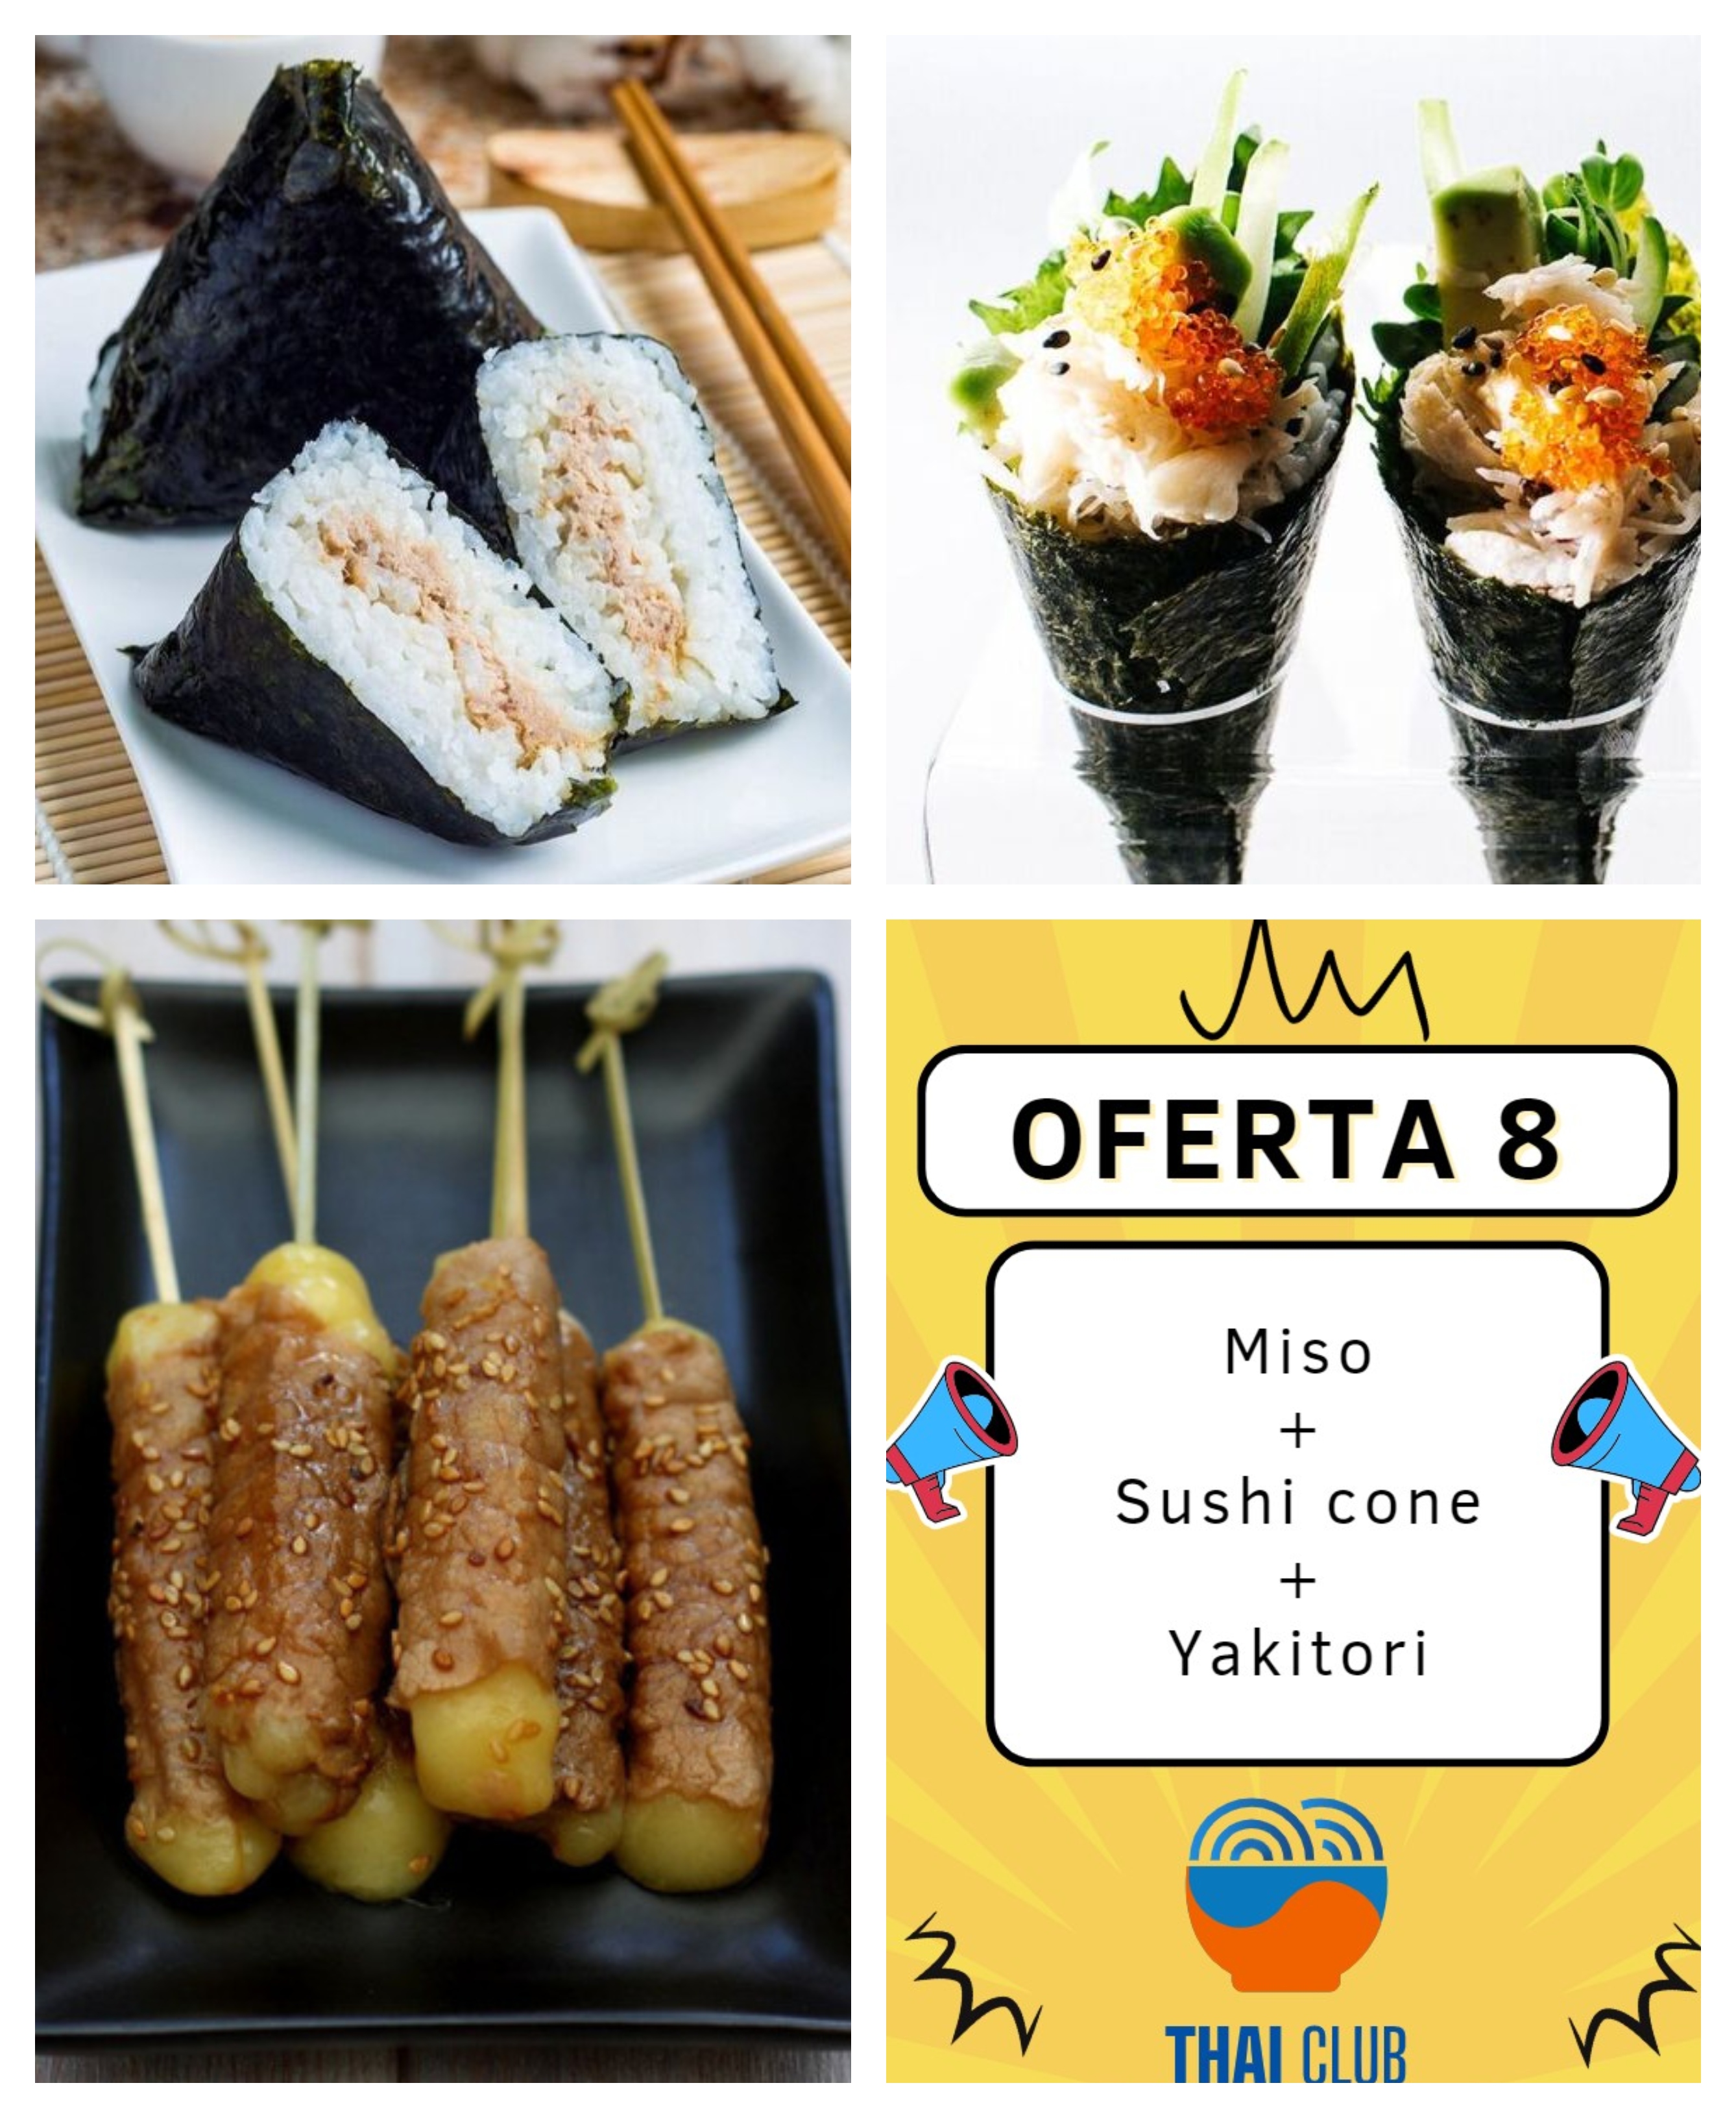 OFERTA 8
Miso
+
Sushi cone
+
Yakitori
THAI CLUB